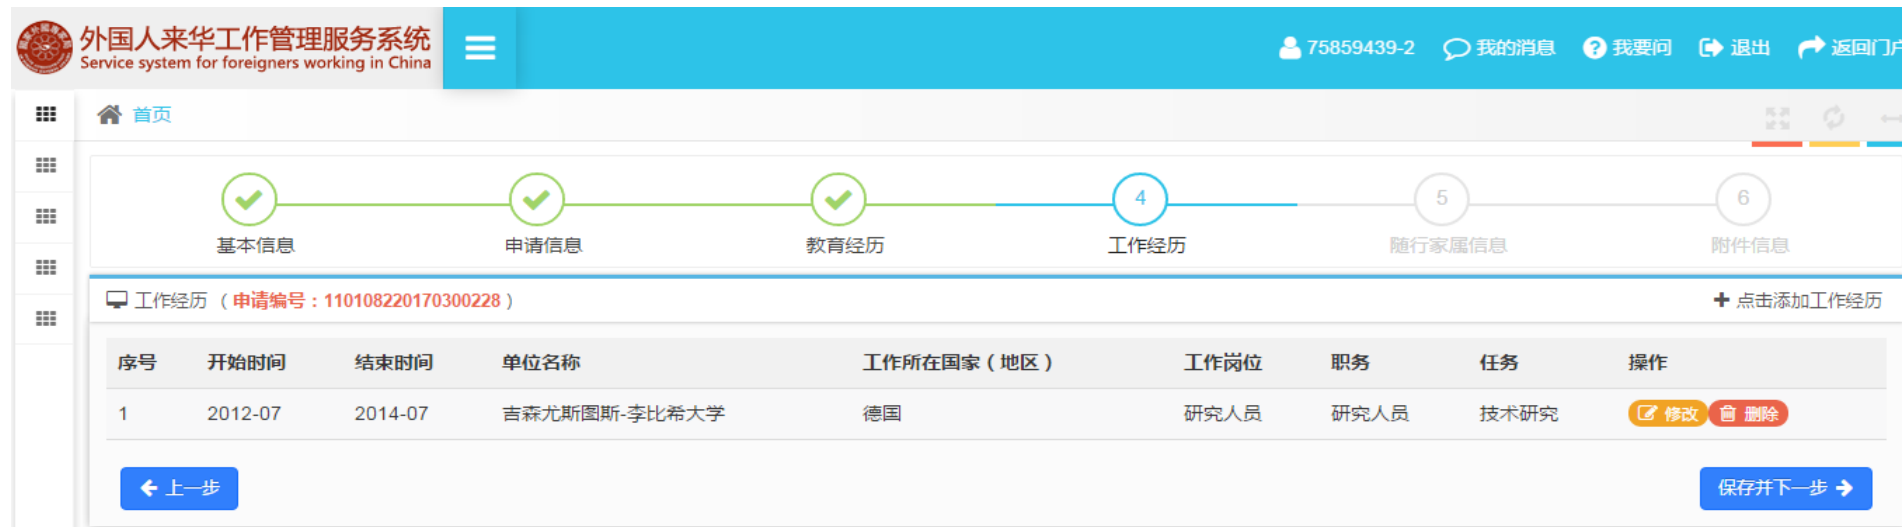 外国人来华工作管理服务系统
Service system for foreigners working in China
75859439-2 我的消息 我要问 退出 返回门户
首页
4 5 6
基本信息 申请信息 教育经历 工作经历 随行家属信息 附件信息
工作经历 （申请编号：110108220170300228） 点击添加工作经历
序号 开始时间 结束时间 单位名称 工作所在国家（地区） 工作岗位 职务 任务 操作
1 2012-07 2014-07 吉森尤斯图斯-李比希大学 德国 研究人员 研究人员 技术研究 修改 删除
上一步 保存并下一步